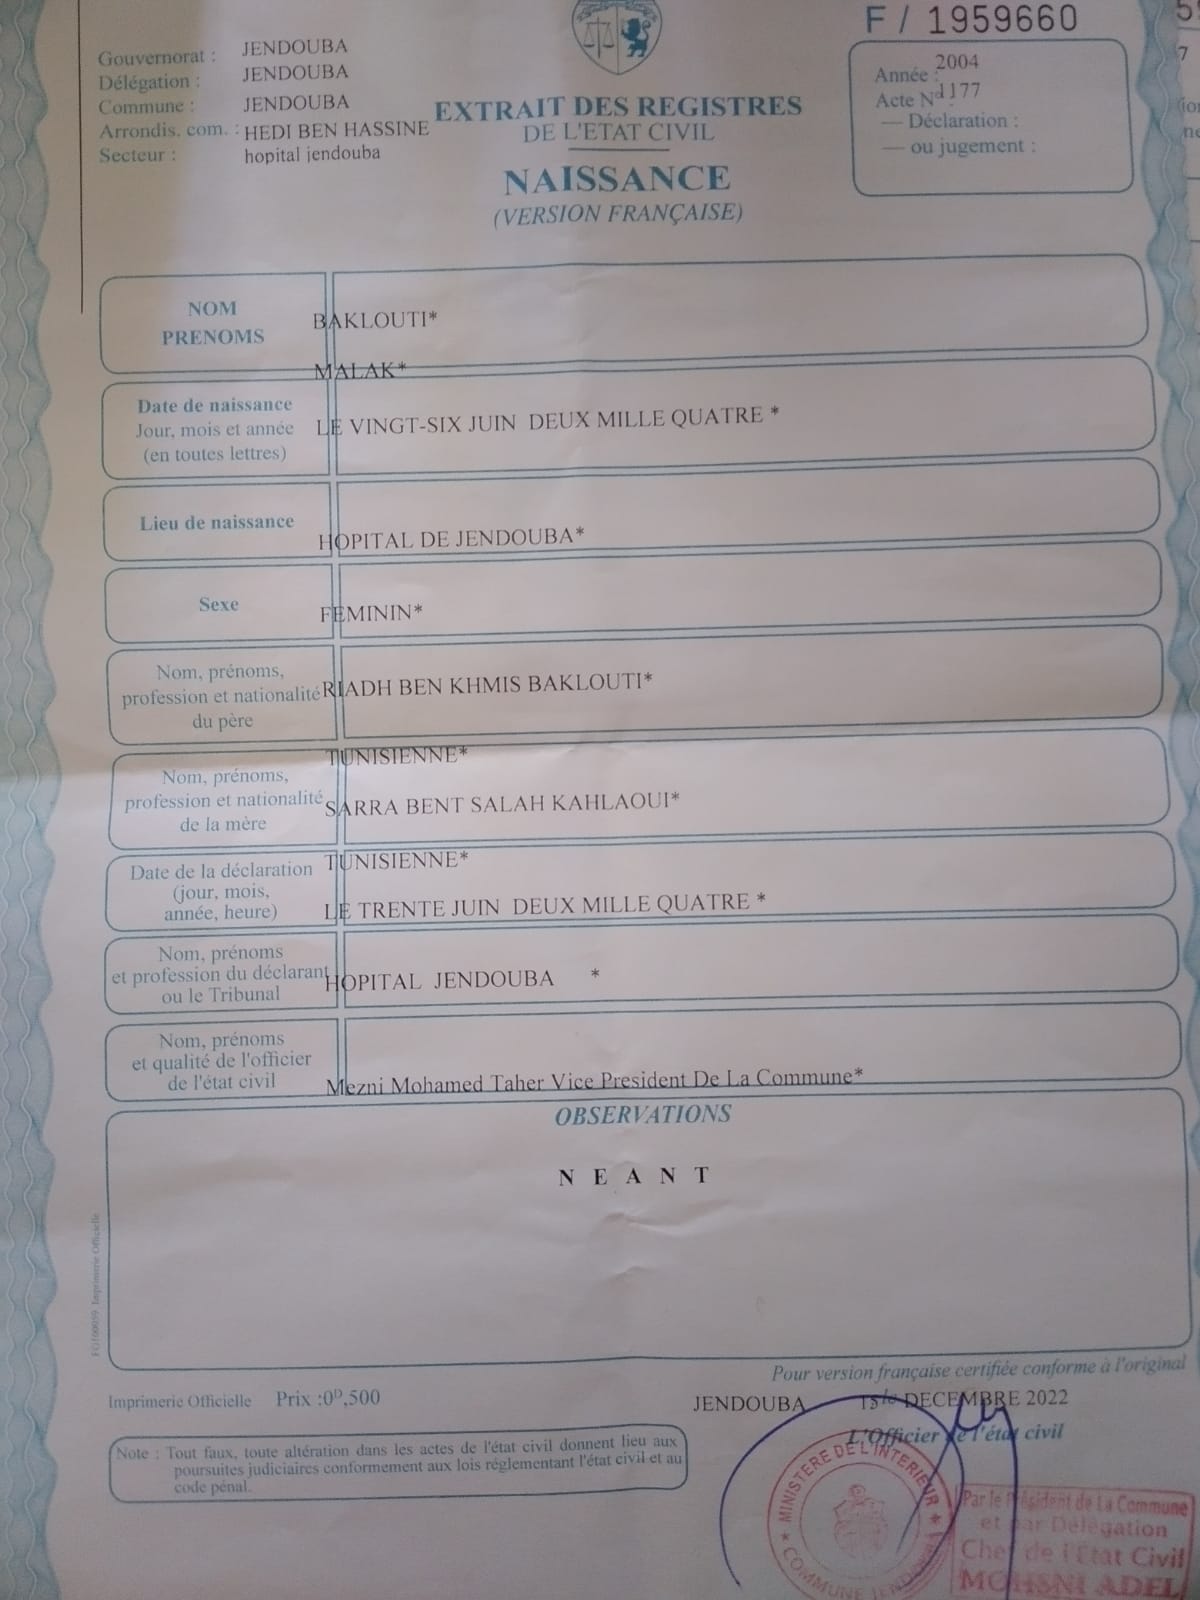 F / 1959660
Gouvernorat : JENDOUBA
Délégation : JENDOUBA
Commune : JENDOUBA
Arrondis. com. : HEDI BEN HASSINE
Secteur : hopital jendouba
EXTRAIT DES REGISTRES
DE L'ETAT CIVIL
NAISSANCE
(VERSION FRANÇAISE)
Année : 2004
Acte N° 1177
— Déclaration :
— ou jugement :
NOM
PRENOMS
BAKLOUTI*
MALAK*
Date de naissance
Jour, mois et année
(en toutes lettres)
LE VINGT-SIX JUIN DEUX MILLE QUATRE *
Lieu de naissance
HOPITAL DE JENDOUBA*
Sexe
FEMININ*
Nom, prénoms,
profession et nationalité
du père
RIADH BEN KHMIS BAKLOUTI*
TUNISIENNE*
Nom, prénoms,
profession et nationalité
de la mère
SARRA BENT SALAH KAHLAOUI*
TUNISIENNE*
Date de la déclaration
(jour, mois,
année, heure)
LE TRENTE JUIN DEUX MILLE QUATRE *
Nom, prénoms
et profession du déclarant
ou le Tribunal
HOPITAL JENDOUBA *
Nom, prénoms
et qualité de l'officier
de l'état civil
Mezni Mohamed Taher Vice President De La Commune*
OBSERVATIONS
N E A N T
Imprimerie Officielle
Pour version française certifiée conforme à l'original
Imprimerie Officielle Prix :0ᴰ,500
JENDOUBA 15 le DECEMBRE 2022
L'Officier de l'état civil
Note : Tout faux, toute altération dans les actes de l'état civil donnent lieu aux
poursuites judiciaires conformement aux lois réglementant l'état civil et au
code pénal.
MINISTERE DE L'INTERIEUR
COMMUNE JENDOUBA
Par le Président de La Commune
et par Délégation
Chef de l'Etat Civil
MOHSNI ADEL